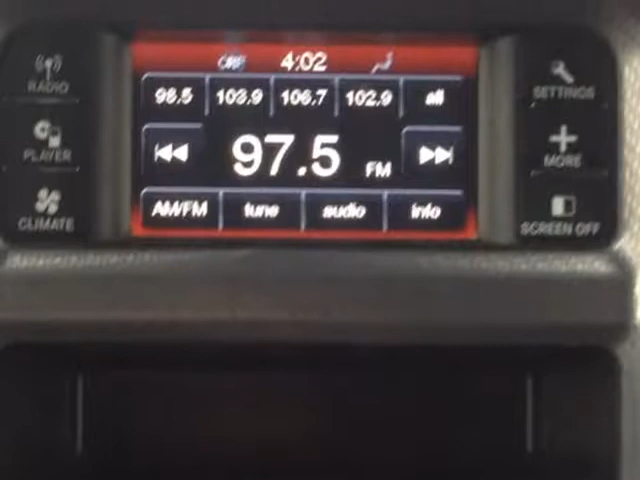 OFF 4:02
RADIO
SETTINGS
98.5 103.9 106.7 102.9 all
PLAYER
97.5 FM
MORE
CLIMATE
AM/FM tune audio info
SCREEN OFF